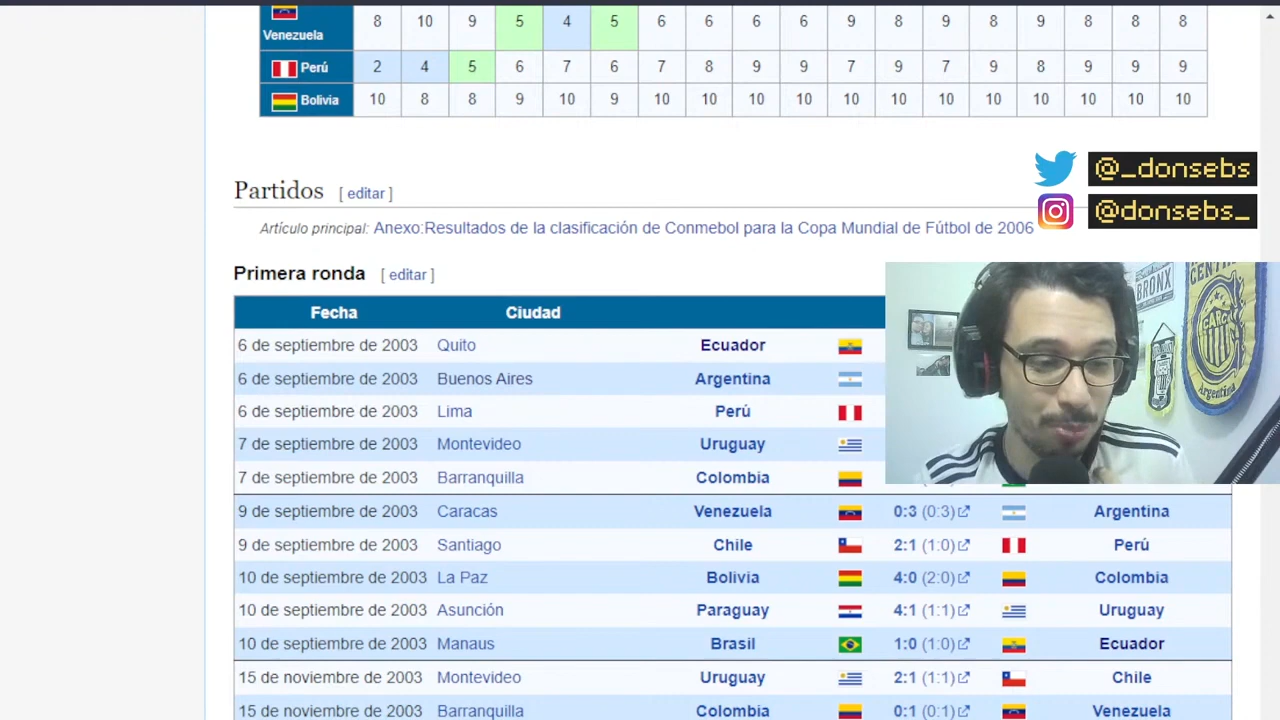 Venezuela 8 10 9 5 4 5 6 6 6 6 9 8 9 8 9 8 8 8
Perú 2 4 5 6 7 6 7 8 9 9 7 9 7 9 8 9 9 9
Bolivia 10 8 8 9 10 9 10 10 10 10 10 10 10 10 10 10 10 10
@_donsebs
@donsebs_
Partidos [ editar ]
Artículo principal: Anexo:Resultados de la clasificación de Conmebol para la Copa Mundial de Fútbol de 2006
Primera ronda [ editar ]
Fecha Ciudad
6 de septiembre de 2003 Quito Ecuador
6 de septiembre de 2003 Buenos Aires Argentina
6 de septiembre de 2003 Lima Perú
7 de septiembre de 2003 Montevideo Uruguay
7 de septiembre de 2003 Barranquilla Colombia
9 de septiembre de 2003 Caracas Venezuela 0:3 (0:3) Argentina
9 de septiembre de 2003 Santiago Chile 2:1 (1:0) Perú
10 de septiembre de 2003 La Paz Bolivia 4:0 (2:0) Colombia
10 de septiembre de 2003 Asunción Paraguay 4:1 (1:1) Uruguay
10 de septiembre de 2003 Manaus Brasil 1:0 (1:0) Ecuador
15 de noviembre de 2003 Montevideo Uruguay 2:1 (1:1) Chile
15 de noviembre de 2003 Barranquilla Colombia 0:1 (0:1) Venezuela
BRONX
CENTRAL
Argentina